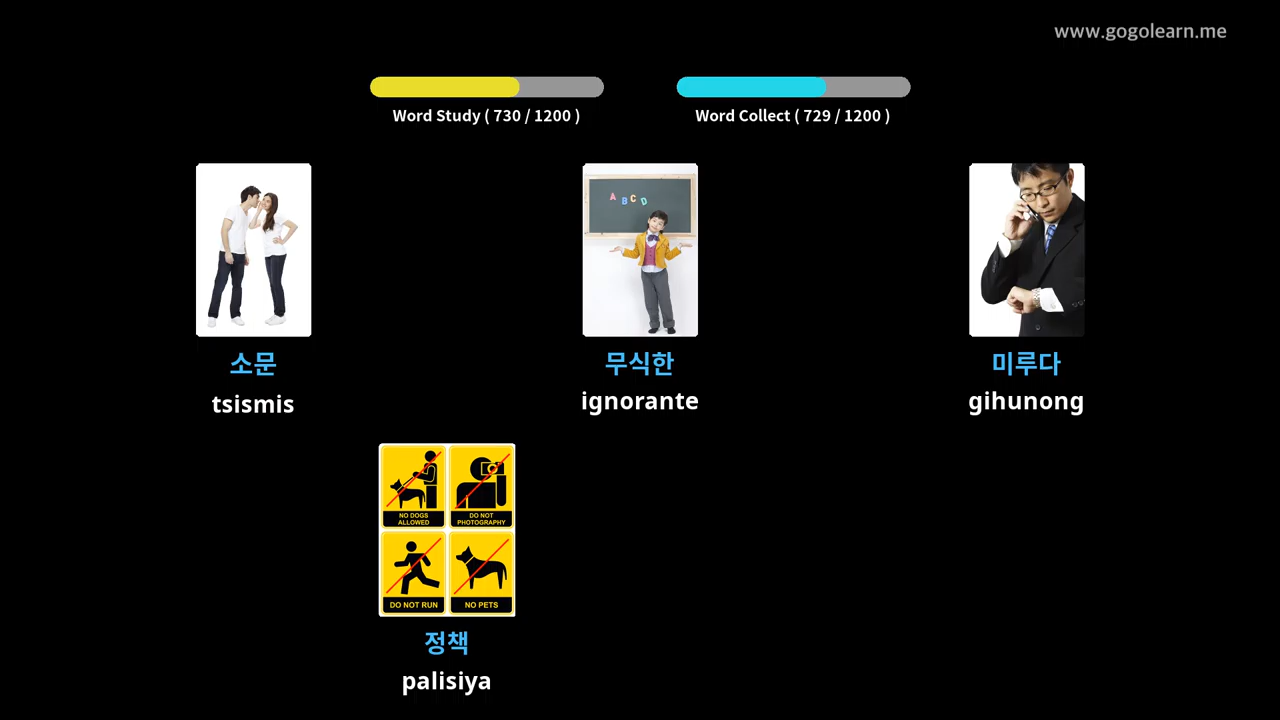 www.gogolearn.me
Word Study ( 730 / 1200 )
Word Collect ( 729 / 1200 )
A B C D
소문
tsismis
무식한
ignorante
미루다
gihunong
NO DOGS
ALLOWED
DO NOT
PHOTOGRAPHY
DO NOT RUN
NO PETS
정책
palisiya